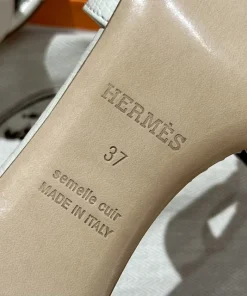 HERMÈS
37
semelle cuir
MADE IN ITALY